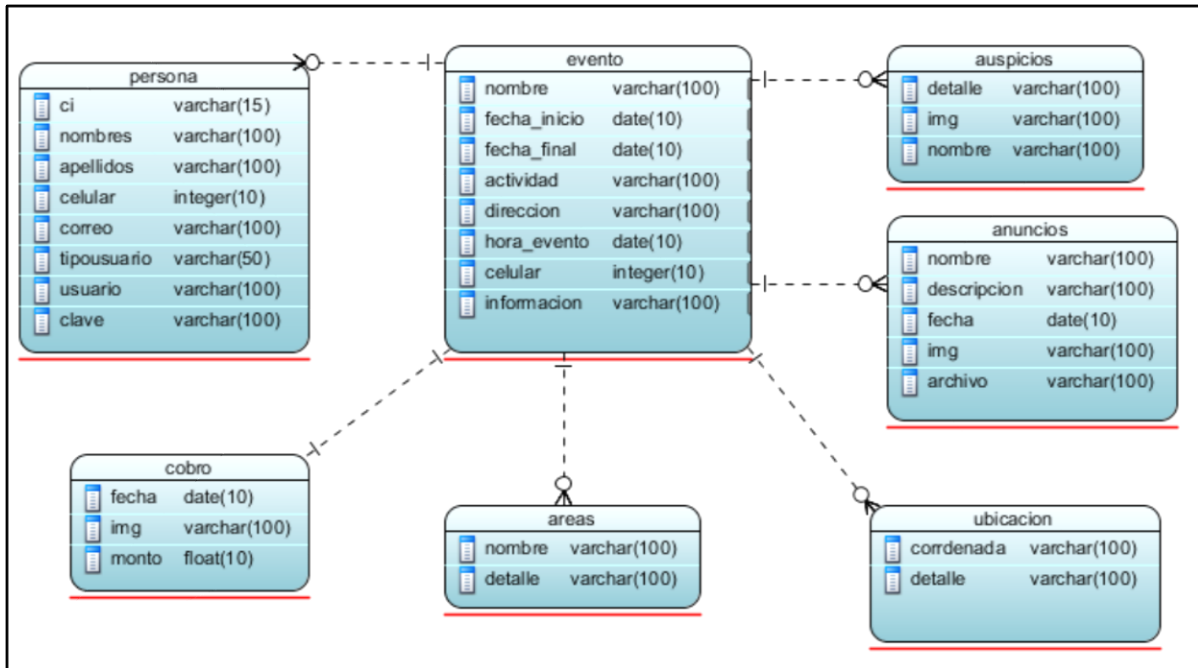 persona
ci varchar(15)
nombres varchar(100)
apellidos varchar(100)
celular integer(10)
correo varchar(100)
tipousuario varchar(50)
usuario varchar(100)
clave varchar(100)
evento
nombre varchar(100)
fecha_inicio date(10)
fecha_final date(10)
actividad varchar(100)
direccion varchar(100)
hora_evento date(10)
celular integer(10)
informacion varchar(100)
auspicios
detalle varchar(100)
img varchar(100)
nombre varchar(100)
anuncios
nombre varchar(100)
descripcion varchar(100)
fecha date(10)
img varchar(100)
archivo varchar(100)
cobro
fecha date(10)
img varchar(100)
monto float(10)
areas
nombre varchar(100)
detalle varchar(100)
ubicacion
corrdenada varchar(100)
detalle varchar(100)